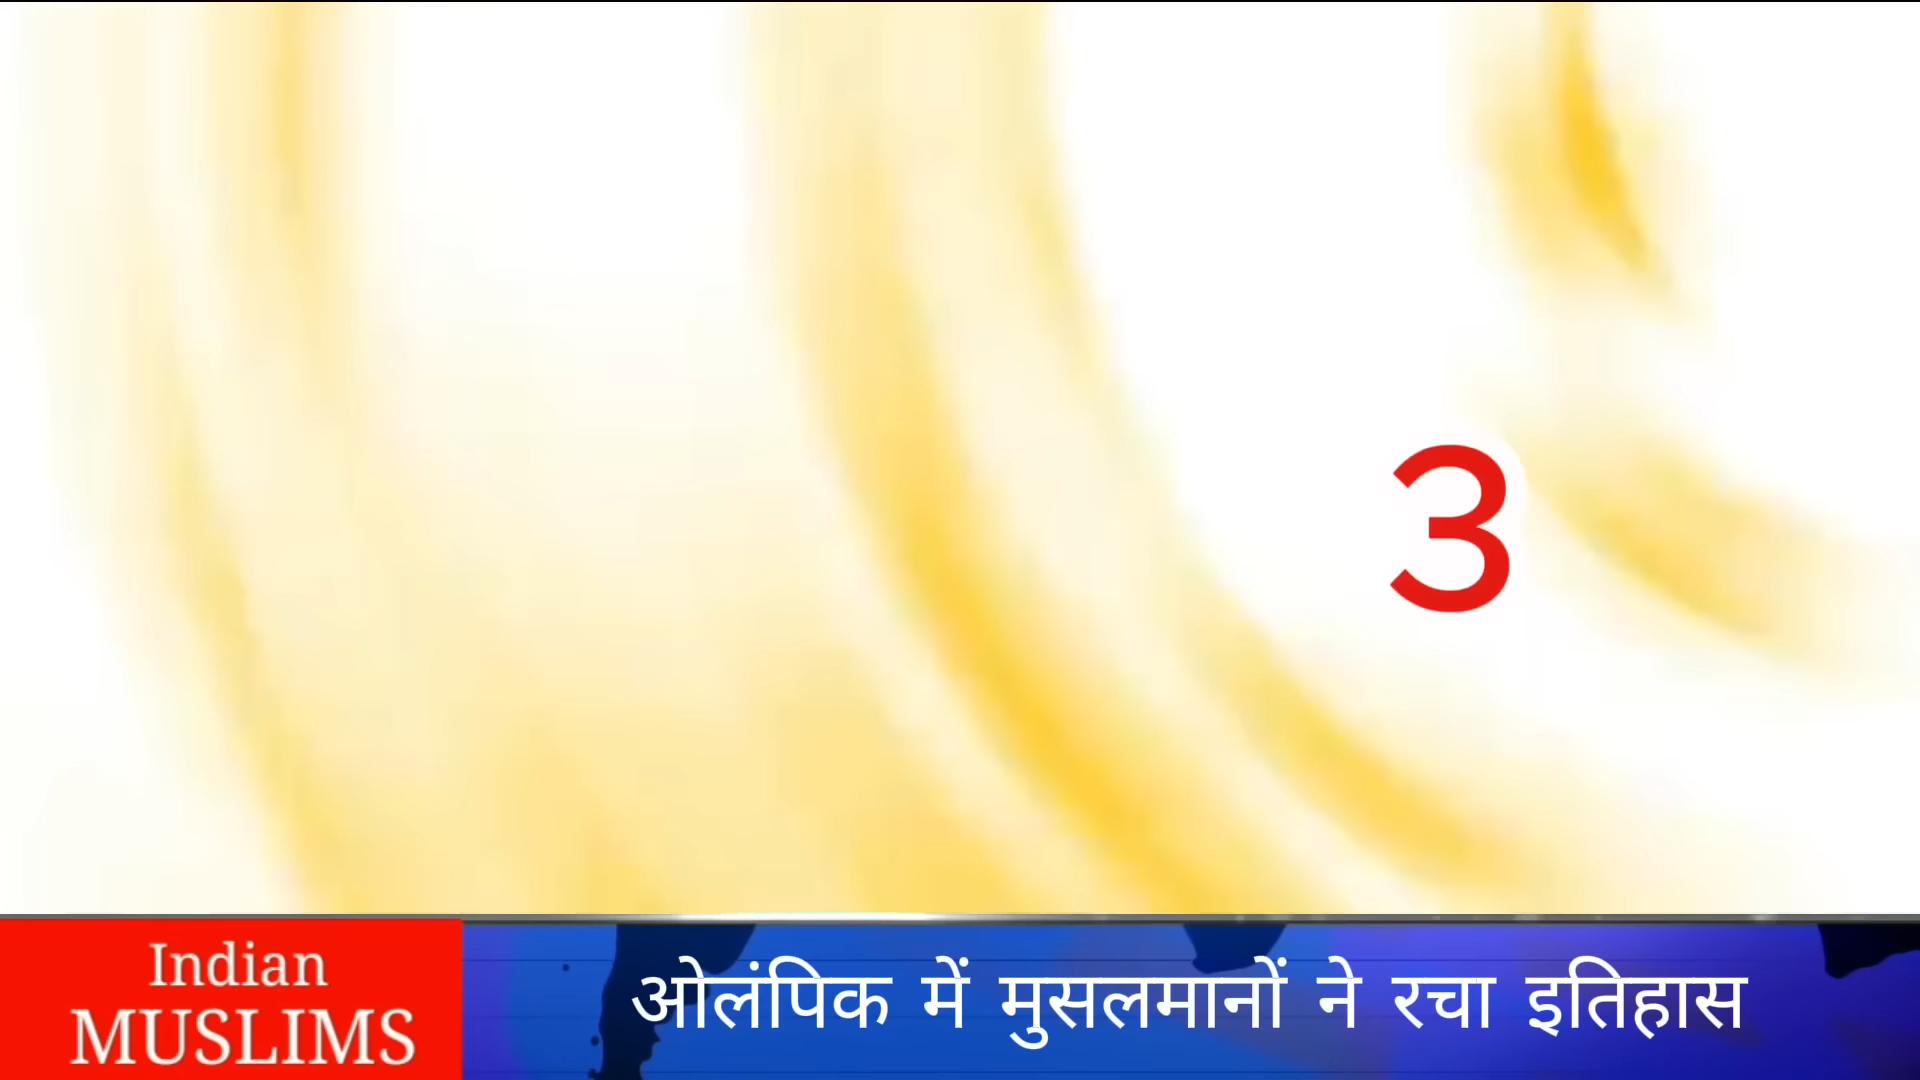 3
Indian
MUSLIMS
ओलंपिक में मुसलमानों ने रचा इतिहास